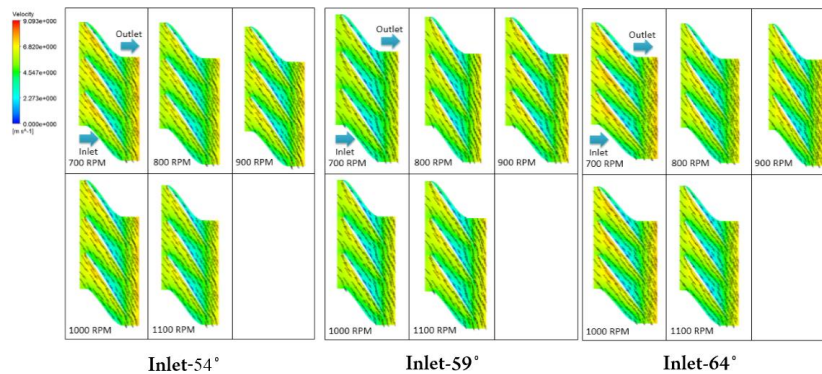 Velocity
9.093e+000
6.820e+000
4.547e+000
2.273e+000
0.000e+000
[m s^-1]
Outlet
Inlet
700 RPM
800 RPM
900 RPM
1000 RPM
1100 RPM
Inlet-54°
Outlet
Inlet
700 RPM
800 RPM
900 RPM
1000 RPM
1100 RPM
Inlet-59°
Outlet
Inlet
700 RPM
800 RPM
900 RPM
1000 RPM
1100 RPM
Inlet-64°